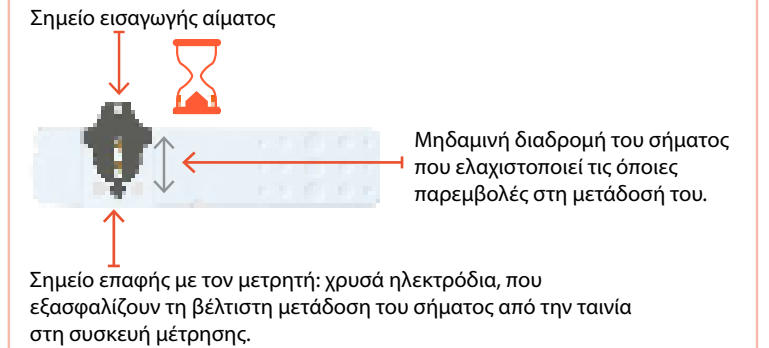 Σημείο εισαγωγής αίματος
Μηδαμινή διαδρομή του σήματος
που ελαχιστοποιεί τις όποιες
παρεμβολές στη μετάδοσή του.
Σημείο επαφής με τον μετρητή: χρυσά ηλεκτρόδια, που
εξασφαλίζουν τη βέλτιστη μετάδοση του σήματος από την ταινία
στη συσκευή μέτρησης.